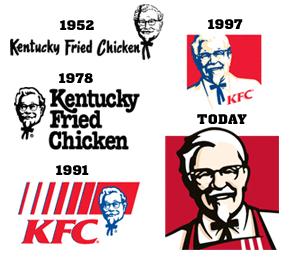 1952
Kentucky Fried Chicken
1978
Kentucky
Fried
Chicken
1991
KFC
1997
KFC
TODAY